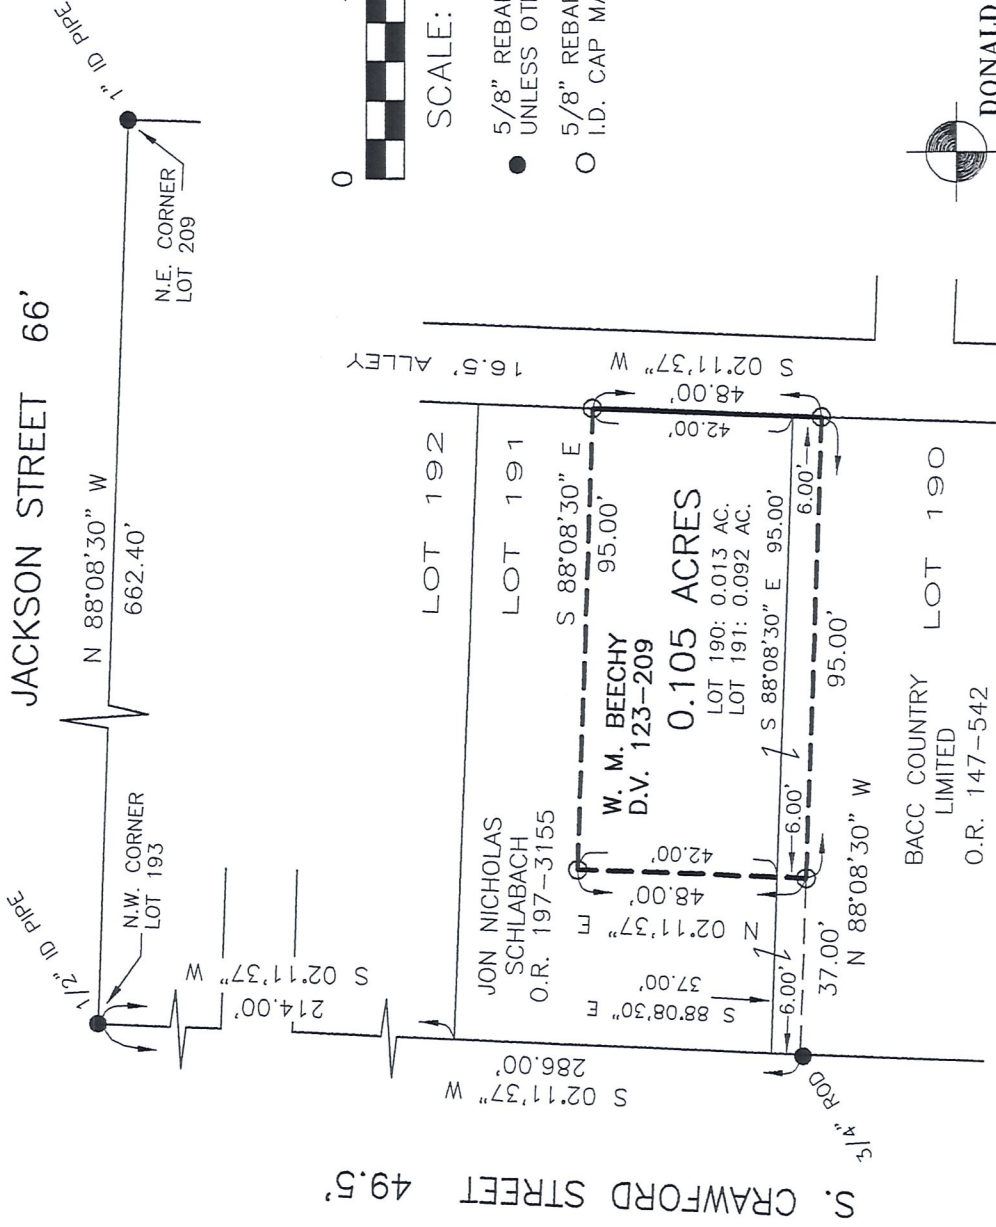 JACKSON STREET 66'
1" ID PIPE
N 88°08'30" W
662.40'
N.E. CORNER
LOT 209
1/2" ID PIPE
N.W. CORNER
LOT 193
S 02°11'37" W
214.00'
S 02°11'37" W
286.00'
S. CRAWFORD STREET 49.5'
3/4" ROD
LOT 192
LOT 191
16.5' ALLEY
S 02°11'37" W
48.00'
42.00'
S 88°08'30" E
95.00'
JON NICHOLAS
SCHLABACH
O.R. 197-3155
W. M. BEECHY
D.V. 123-209
0.105 ACRES
LOT 190: 0.013 AC.
LOT 191: 0.092 AC.
S 88°08'30" E 95.00'
6.00'
42.00'
48.00'
N 02°11'37" E
S 88°08'30" E
37.00'
6.00'
6.00'
37.00'
N 88°08'30" W
95.00'
BACC COUNTRY
LIMITED
O.R. 147-542
LOT 190
0
SCALE:
5/8" REBAR
UNLESS
5/8" REBAR
I.D. CAP
DONALD